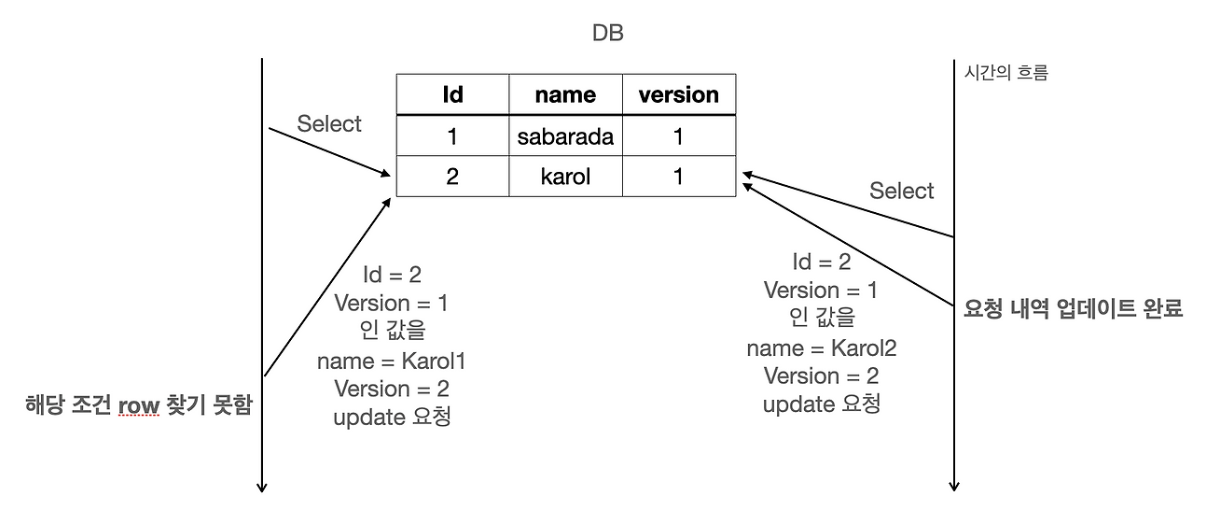 DB
시간의 흐름
Id name version
1 sabarada 1
2 karol 1
Select
Select
Id = 2
Version = 1
인 값을
name = Karol1
Version = 2
update 요청
해당 조건 row 찾기 못함
Id = 2
Version = 1
인 값을
name = Karol2
Version = 2
update 요청
요청 내역 업데이트 완료